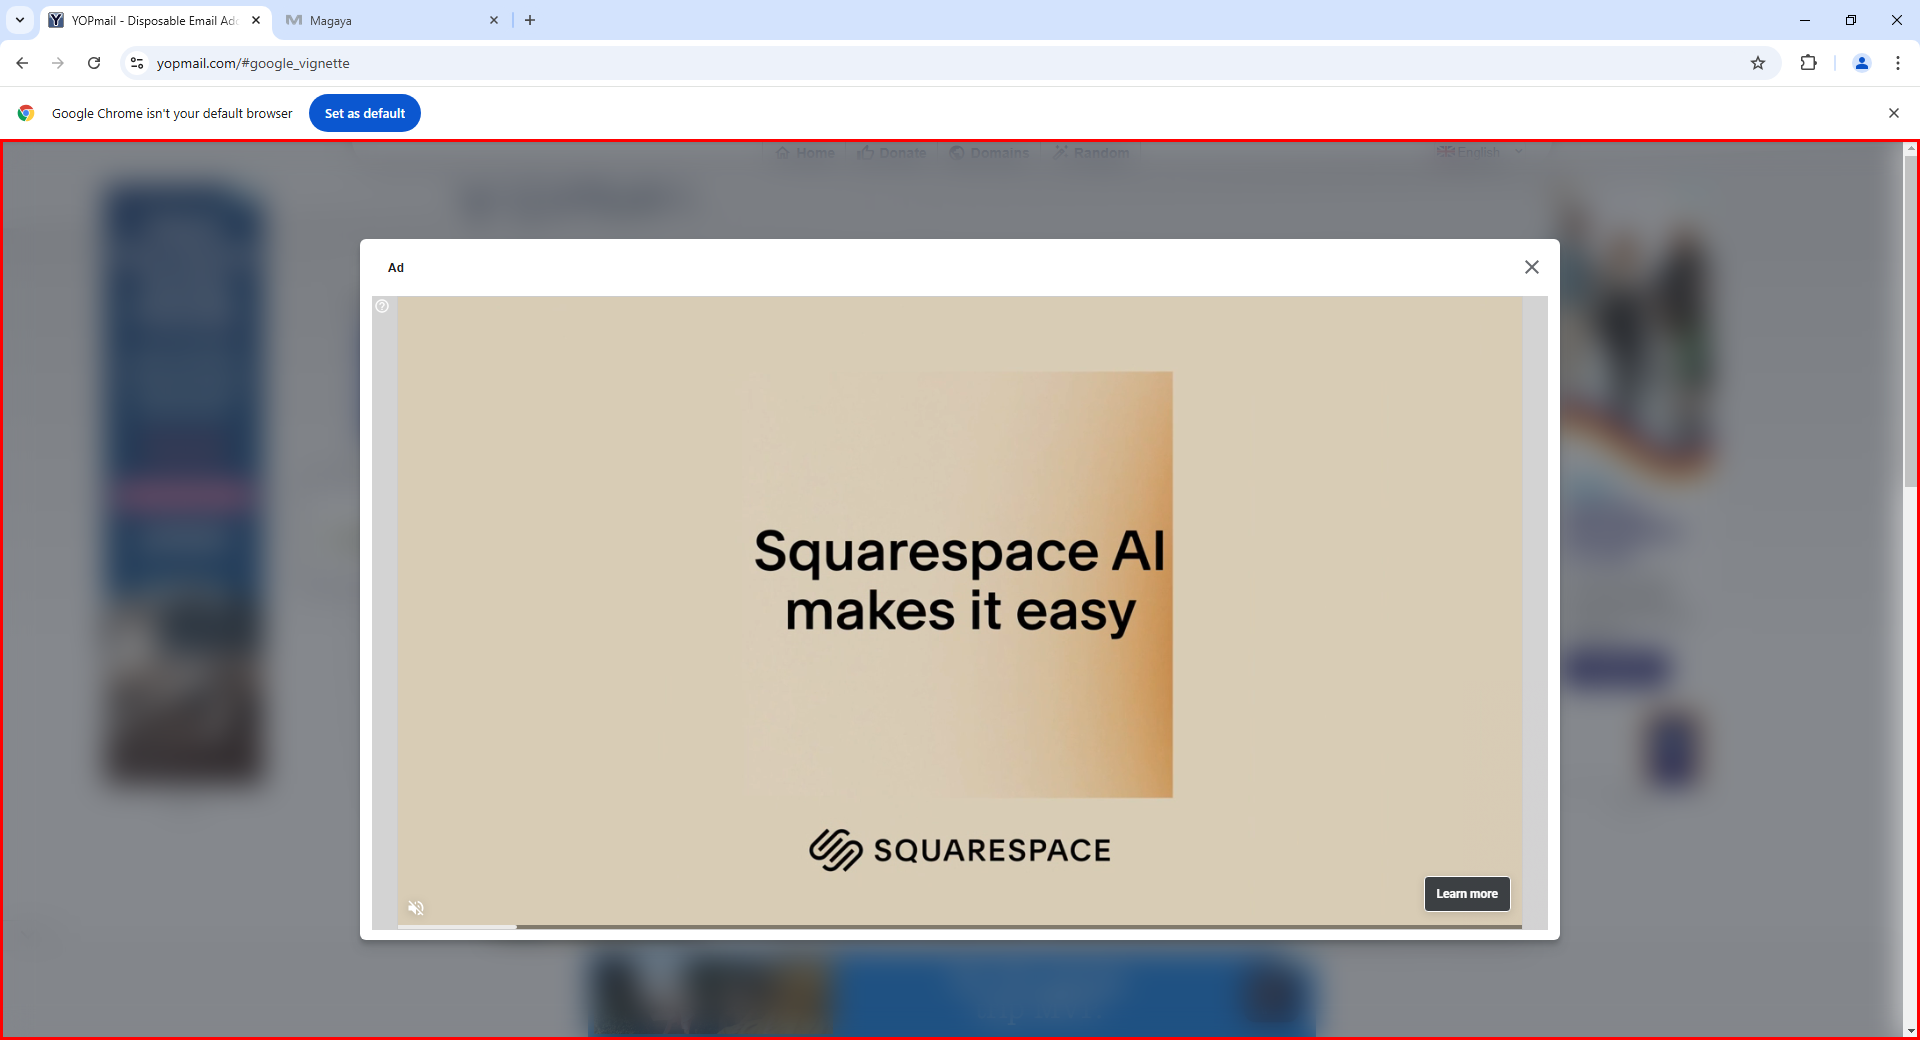 YOPmail - Disposable Email Ad
Magaya
yopmail.com/#google_vignette
Google Chrome isn't your default browser
Set as default
Home
Donate
Domains
Random
English
Ad
Squarespace AI
makes it easy
SQUARESPACE
Learn more